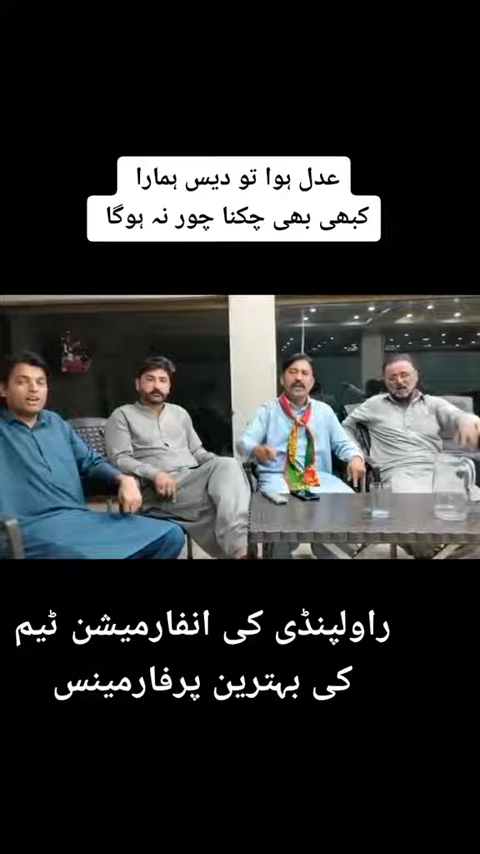 عدل ہوا تو دیس ہمارا
کبھی بھی چکنا چور نہ ہوگا
راولپنڈی کی انفارمیشن ٹیم
کی بہترین پرفارمینس